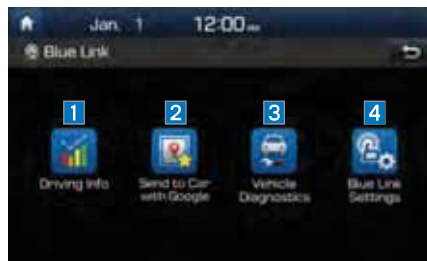 Jan. 1 12:00
Blue Link
1 2 3 4
Driving Info
Send to Car
with Google
Vehicle
Diagnostics
Blue Link
Settings